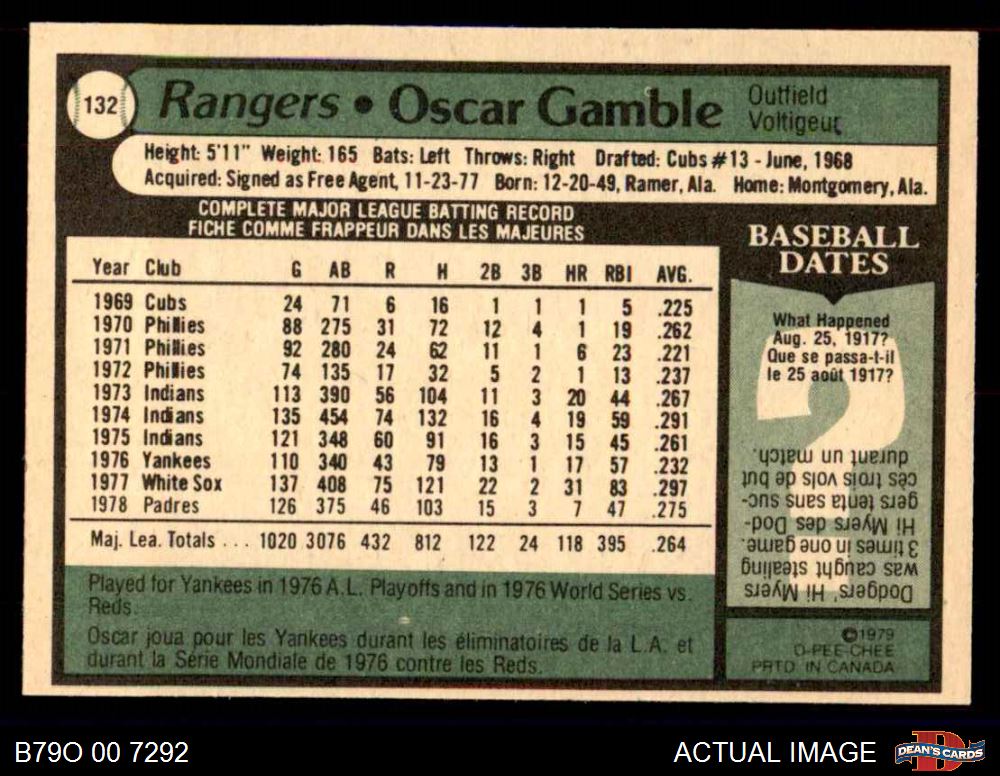 132
Rangers • Oscar Gamble
Outfield
Voltigeur
Height: 5'11" Weight: 165 Bats: Left Throws: Right Drafted: Cubs #13 - June, 1968
Acquired: Signed as Free Agent, 11-23-77 Born: 12-20-49, Ramer, Ala. Home: Montgomery, Ala.
COMPLETE MAJOR LEAGUE BATTING RECORD
FICHE COMME FRAPPEUR DANS LES MAJEURES
Year Club G AB R H 2B 3B HR RBI AVG.
1969 Cubs 24 71 6 16 1 1 1 5 .225
1970 Phillies 88 275 31 72 12 4 1 19 .262
1971 Phillies 92 280 24 62 11 1 6 23 .221
1972 Phillies 74 135 17 32 5 2 1 13 .237
1973 Indians 113 390 56 104 11 3 20 44 .267
1974 Indians 135 454 74 132 16 4 19 59 .291
1975 Indians 121 348 60 91 16 3 15 45 .261
1976 Yankees 110 340 43 79 13 1 17 57 .232
1977 White Sox 137 408 75 121 22 2 31 83 .297
1978 Padres 126 375 46 103 15 3 7 47 .275
Maj. Lea. Totals . . . 1020 3076 432 812 122 24 118 395 .264
Played for Yankees in 1976 A.L. Playoffs and in 1976 World Series vs.
Reds.
Oscar joua pour les Yankees durant les éliminatoires de la L.A. et
durant la Série Mondiale de 1976 contre les Reds.
BASEBALL
DATES
What Happened
Aug. 25, 1917?
Que se passa-t-il
le 25 août 1917?
Dodgers' Hi Myers
was caught stealing
3 times in one game.
Hi Myers des Dod-
gers tenta sans suc-
cès trois vols de but
durant un match.
©1979
O-PEE-CHEE
PRTD IN CANADA
B79O 00 7292
ACTUAL IMAGE
DEAN'S CARDS